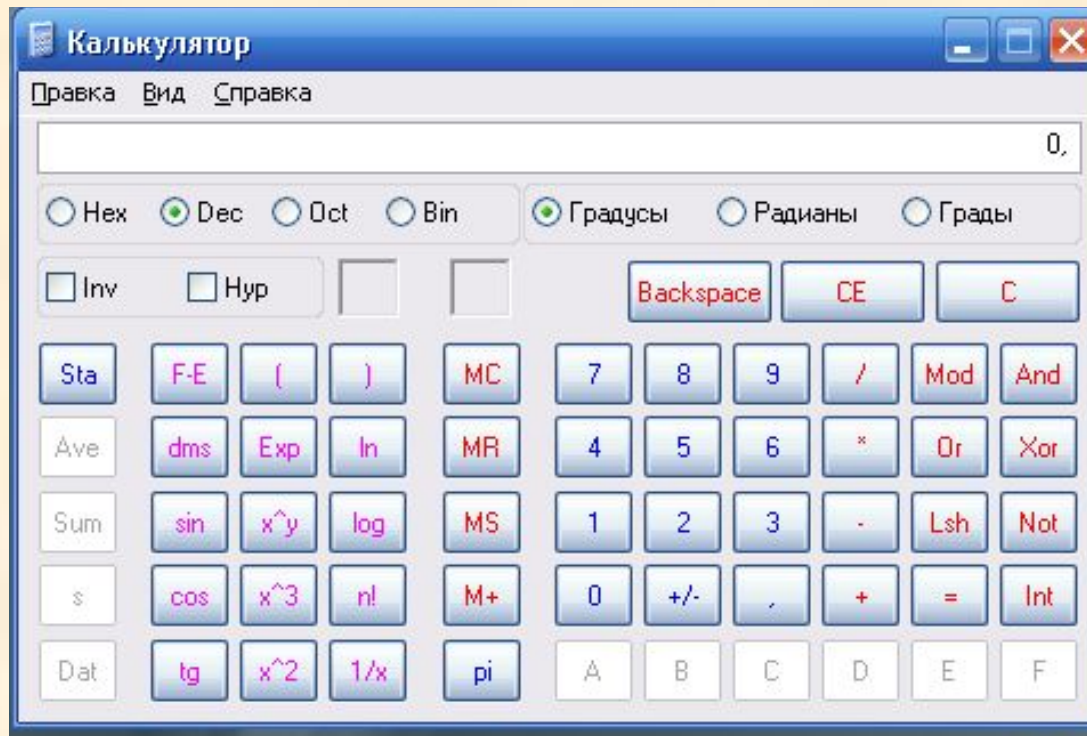 Калькулятор
Правка Вид Справка
0,
Hex Dec Oct Bin Градусы Радианы Грады
Inv Hyp Backspace CE C
Sta F-E ( ) MC 7 8 9 / Mod And
Ave dms Exp ln MR 4 5 6 * Or Xor
Sum sin x^y log MS 1 2 3 - Lsh Not
s cos x^3 n! M+ 0 +/- , + = Int
Dat tg x^2 1/x pi A B C D E F